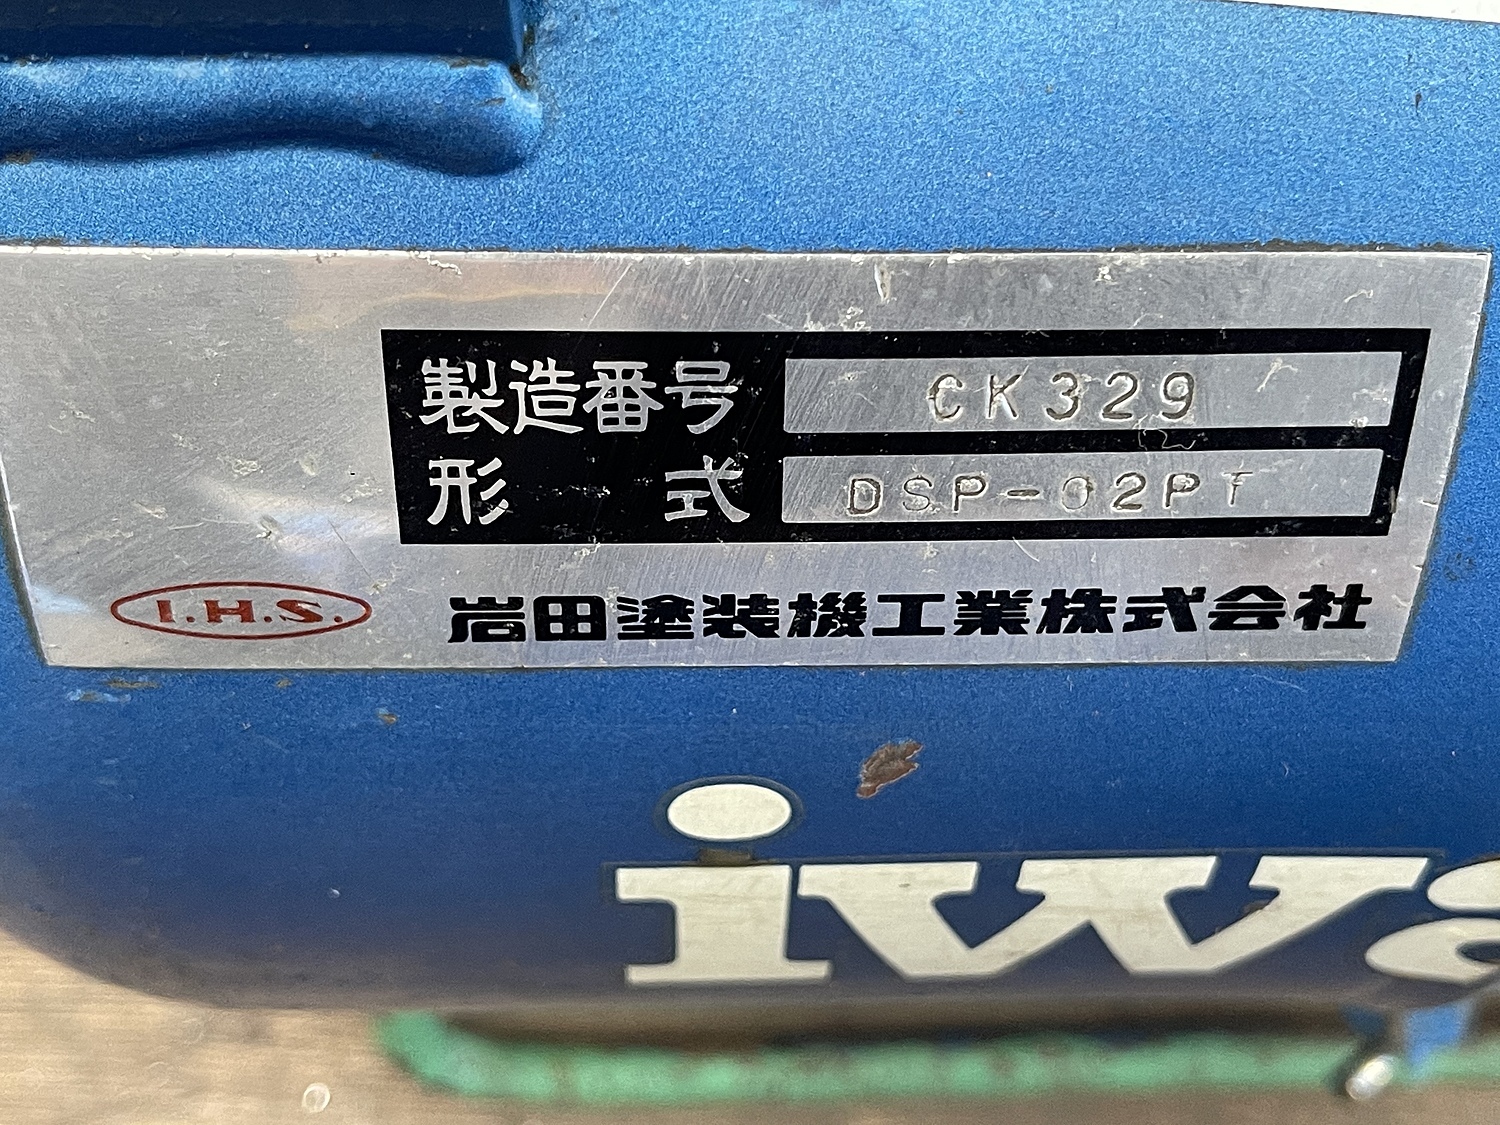 製造番号 CK329
形式 DSP-02PT
I.H.S. 岩田塗装機工業株式会社
iwa